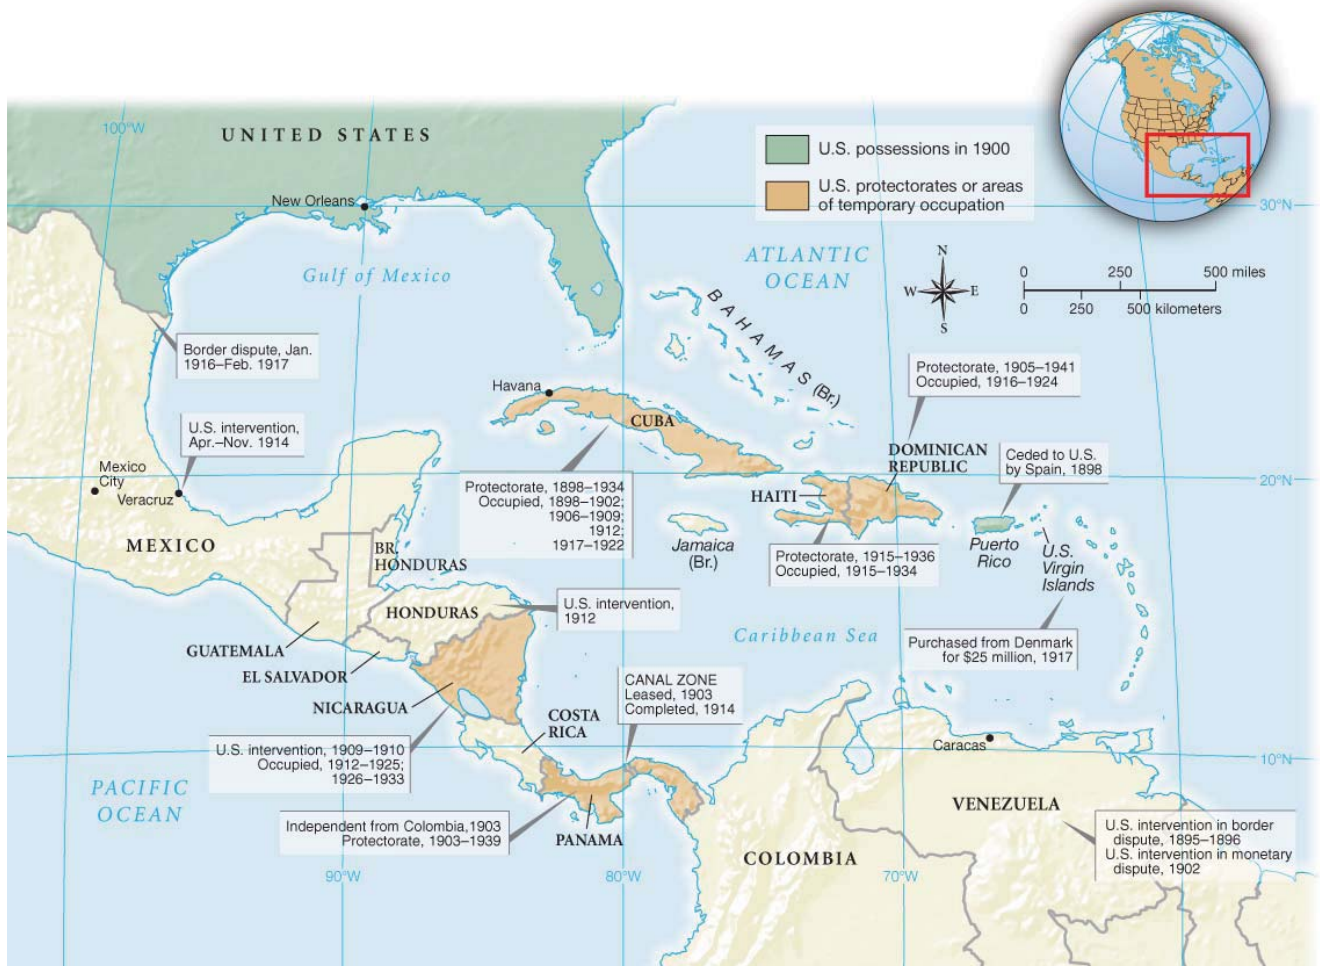 100°W
UNITED STATES
New Orleans
U.S. possessions in 1900
U.S. protectorates or areas
of temporary occupation
30°N
Gulf of Mexico
ATLANTIC
OCEAN
N
W
E
S
0
250
500 miles
0
250
500 kilometers
BAHAMAS (Br.)
Border dispute, Jan.
1916–Feb. 1917
Protectorate, 1905–1941
Occupied, 1916–1924
Havana
CUBA
U.S. intervention,
Apr.–Nov. 1914
DOMINICAN
REPUBLIC
Ceded to U.S.
by Spain, 1898
Mexico
City
Veracruz
20°N
Protectorate, 1898–1934
Occupied, 1898–1902;
1906–1909;
1912;
1917–1922
HAITI
MEXICO
Jamaica
(Br.)
Puerto
Rico
U.S.
Virgin
Islands
BR.
HONDURAS
Protectorate, 1915–1936
Occupied, 1915–1934
HONDURAS
U.S. intervention,
1912
Caribbean Sea
GUATEMALA
EL SALVADOR
Purchased from Denmark
for $25 million, 1917
NICARAGUA
CANAL ZONE
Leased, 1903
Completed, 1914
COSTA
RICA
U.S. intervention, 1909–1910
Occupied, 1912–1925;
1926–1933
Caracas
10°N
PACIFIC
OCEAN
Independent from Colombia,1903
Protectorate, 1903–1939
PANAMA
VENEZUELA
COLOMBIA
U.S. intervention in border
dispute, 1895–1896
U.S. intervention in monetary
dispute, 1902
90°W
80°W
70°W